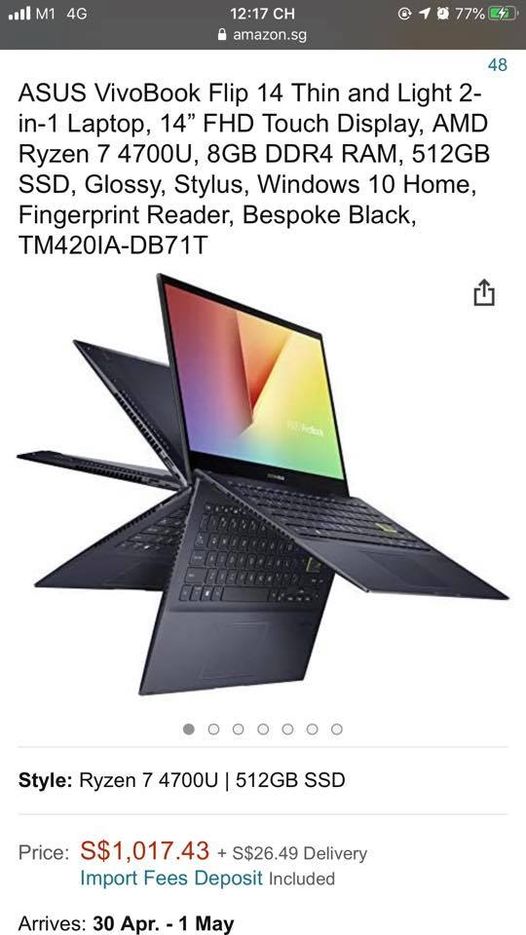 M1 4G 12:17 CH 77%
amazon.sg
48
ASUS VivoBook Flip 14 Thin and Light 2-
in-1 Laptop, 14” FHD Touch Display, AMD
Ryzen 7 4700U, 8GB DDR4 RAM, 512GB
SSD, Glossy, Stylus, Windows 10 Home,
Fingerprint Reader, Bespoke Black,
TM420IA-DB71T
Style: Ryzen 7 4700U | 512GB SSD
Price: S$1,017.43 + S$26.49 Delivery
Import Fees Deposit Included
Arrives: 30 Apr. - 1 May